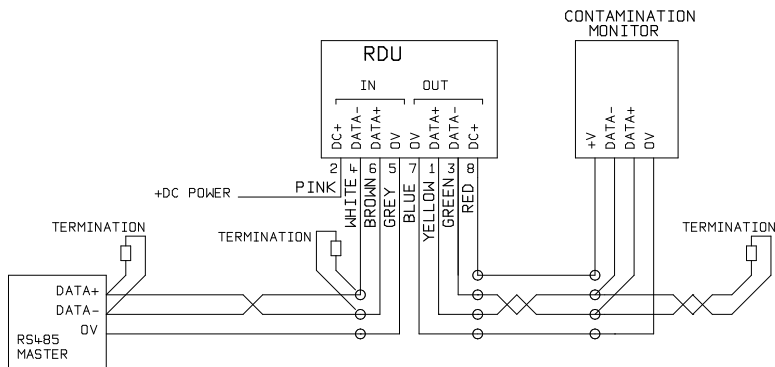 CONTAMINATION
MONITOR
RDU
IN OUT
DC+ DATA- DATA+ 0V 0V DATA+ DATA- DC+
+V DATA- DATA+ 0V
2 4 6 5 7 1 3 8
+DC POWER
PINK WHITE BROWN GREY BLUE YELLOW GREEN RED
TERMINATION
TERMINATION
TERMINATION
DATA+
DATA-
0V
RS485
MASTER